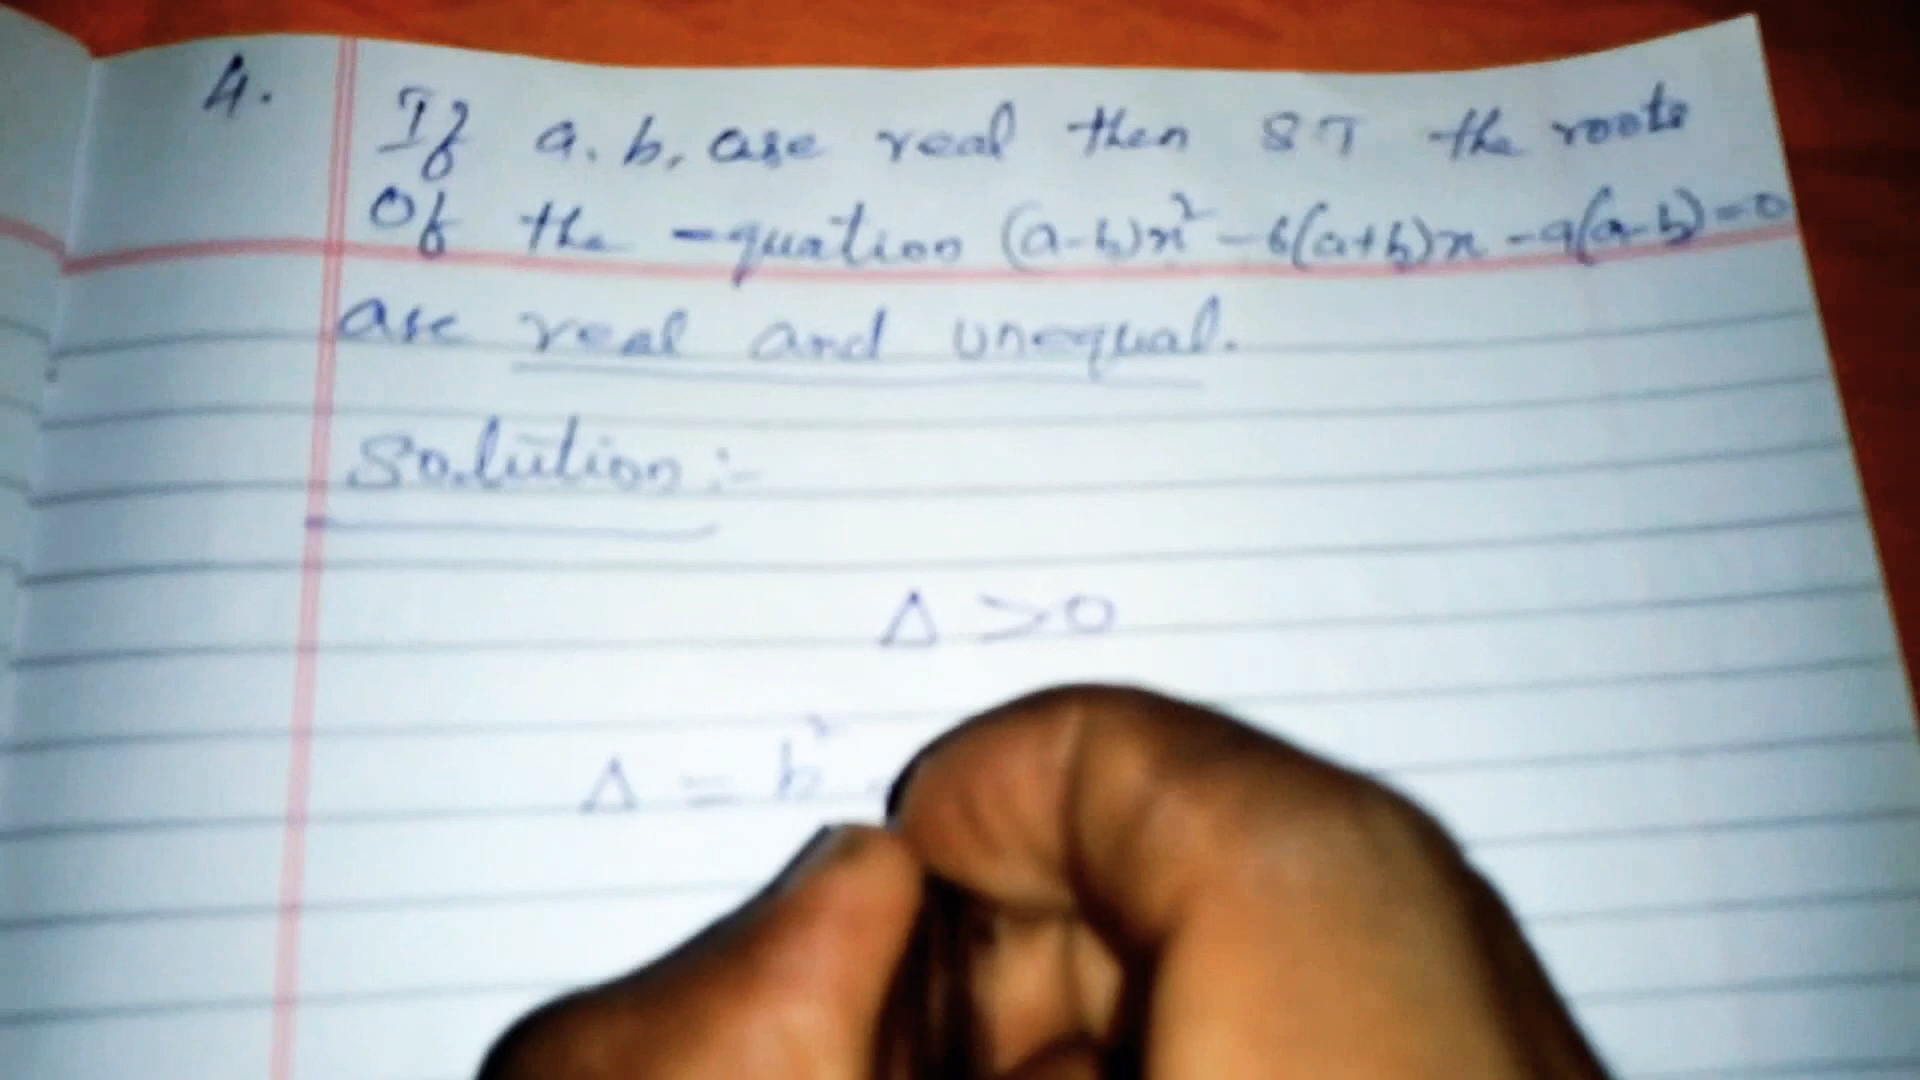 4.
If a, b, are real then ST the roots
Of the equation (a-b)x² - 6(a+b)x - 9(a-b)=0
are real and unequal.
Solution:-
Δ > 0
Δ = b²